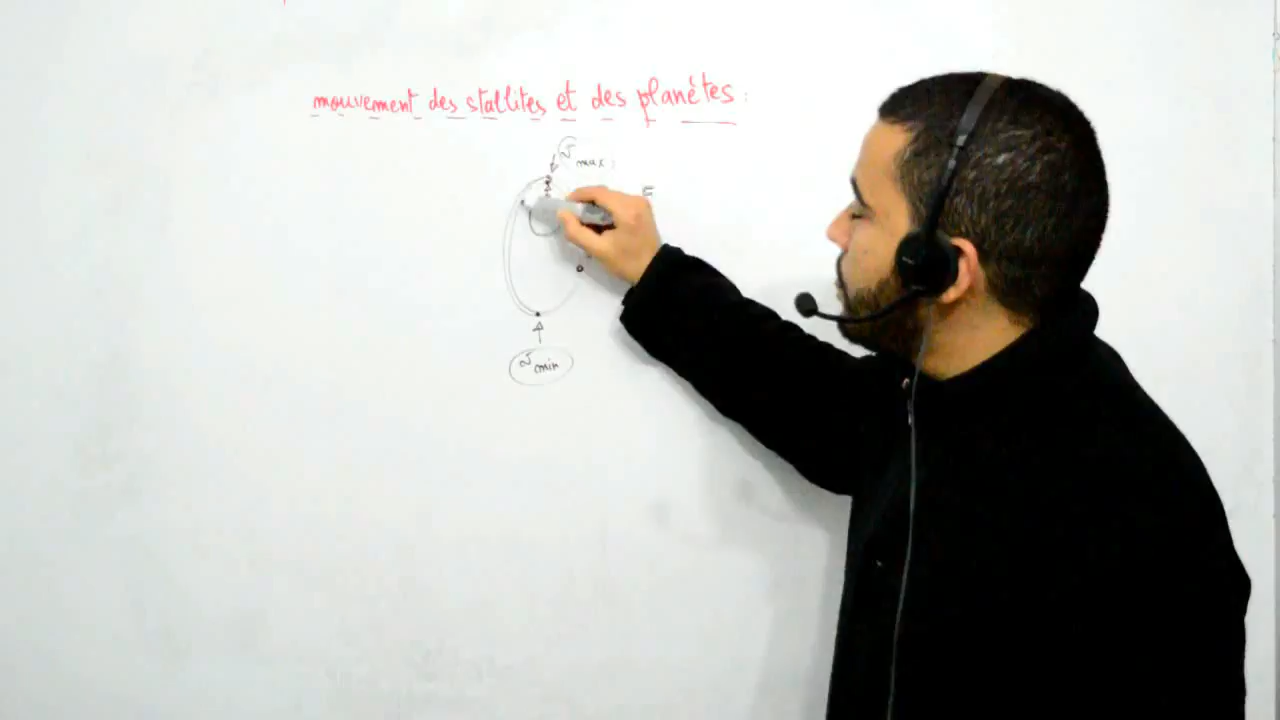 mouvement des stallites et des planètes :
v max
F
v min